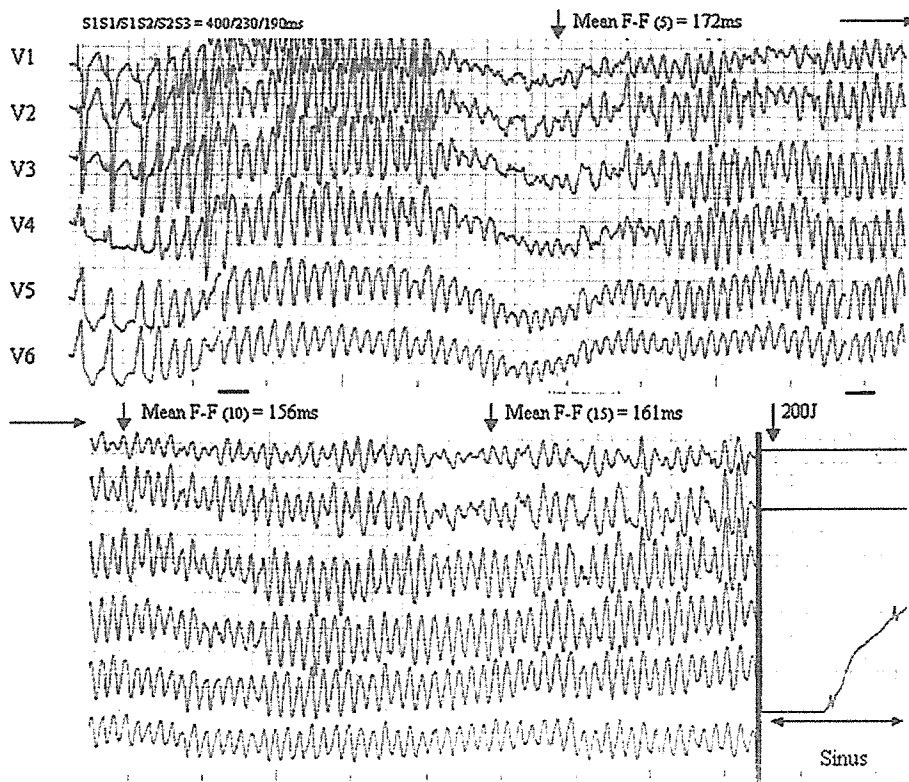 S1S1/S1S2/S2S3 = 400/230/190ms
Mean F-F (5) = 172ms
V1
V2
V3
V4
V5
V6
Mean F-F (10) = 156ms
Mean F-F (15) = 161ms
200J
Sinus